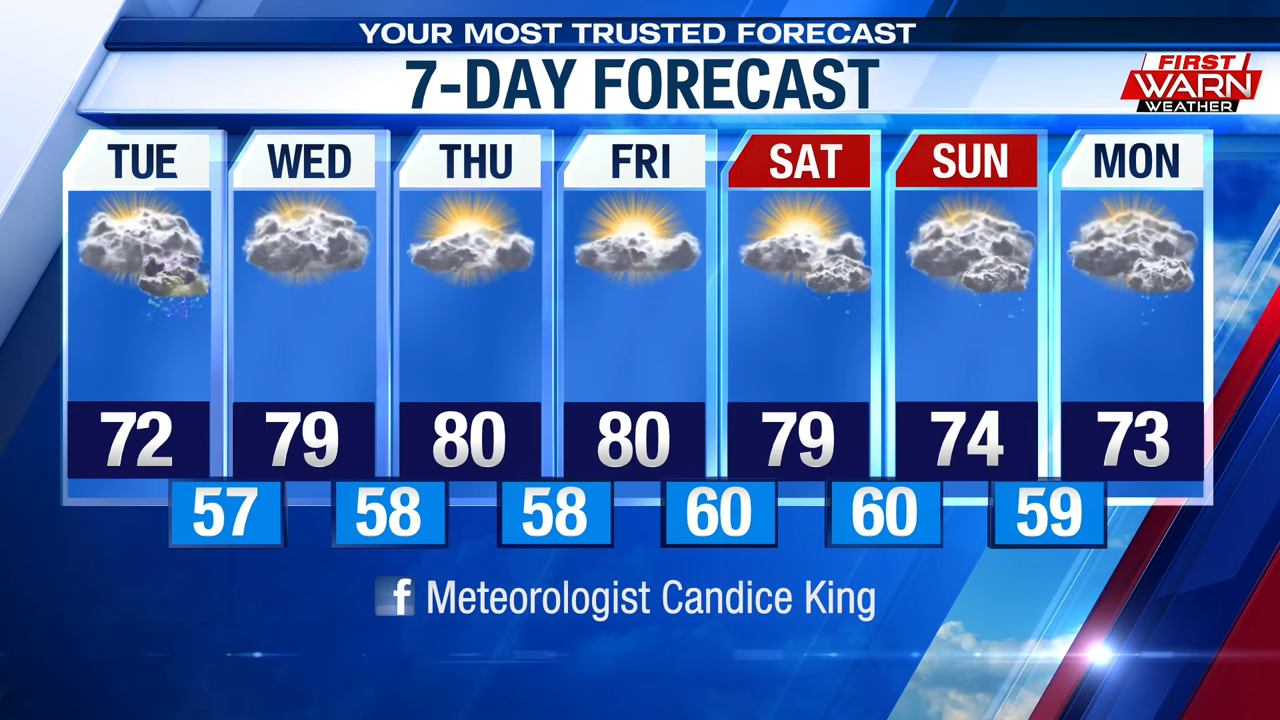 YOUR MOST TRUSTED FORECAST
7-DAY FORECAST
FIRST
WARN
WEATHER
TUE WED THU FRI SAT SUN MON
72 79 80 80 79 74 73
57 58 58 60 60 59
f Meteorologist Candice King